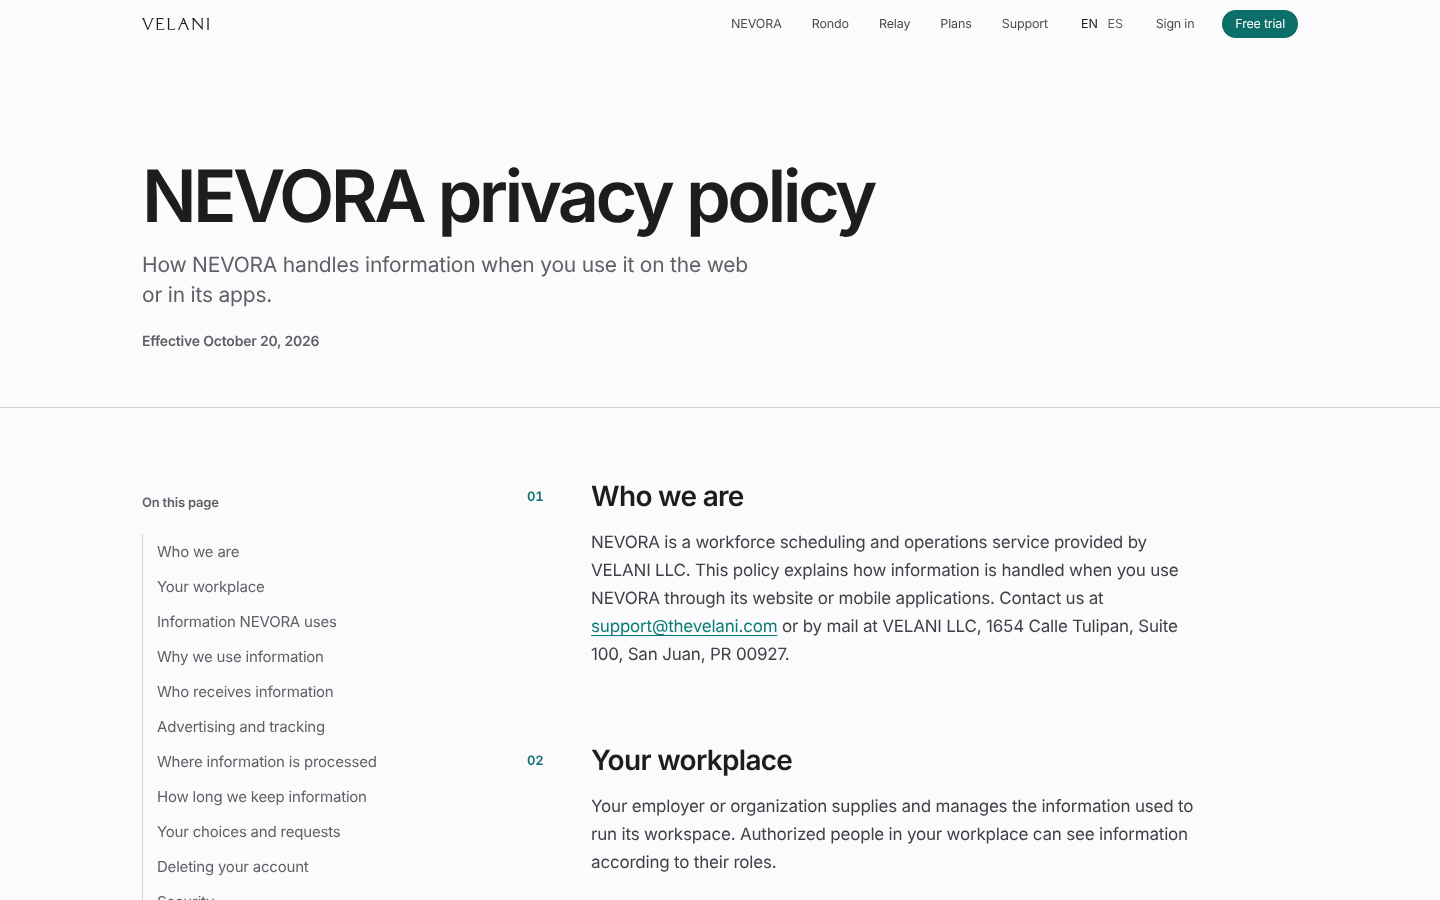 VELANI
NEVORA Rondo Relay Plans Support EN ES Sign in Free trial
NEVORA privacy policy
How NEVORA handles information when you use it on the web
or in its apps.
Effective October 20, 2026
On this page
Who we are
Your workplace
Information NEVORA uses
Why we use information
Who receives information
Advertising and tracking
Where information is processed
How long we keep information
Your choices and requests
Deleting your account
01
Who we are
NEVORA is a workforce scheduling and operations service provided by
VELANI LLC. This policy explains how information is handled when you use
NEVORA through its website or mobile applications. Contact us at
support@thevelani.com or by mail at VELANI LLC, 1654 Calle Tulipan, Suite
100, San Juan, PR 00927.
02
Your workplace
Your employer or organization supplies and manages the information used to
run its workspace. Authorized people in your workplace can see information
according to their roles.